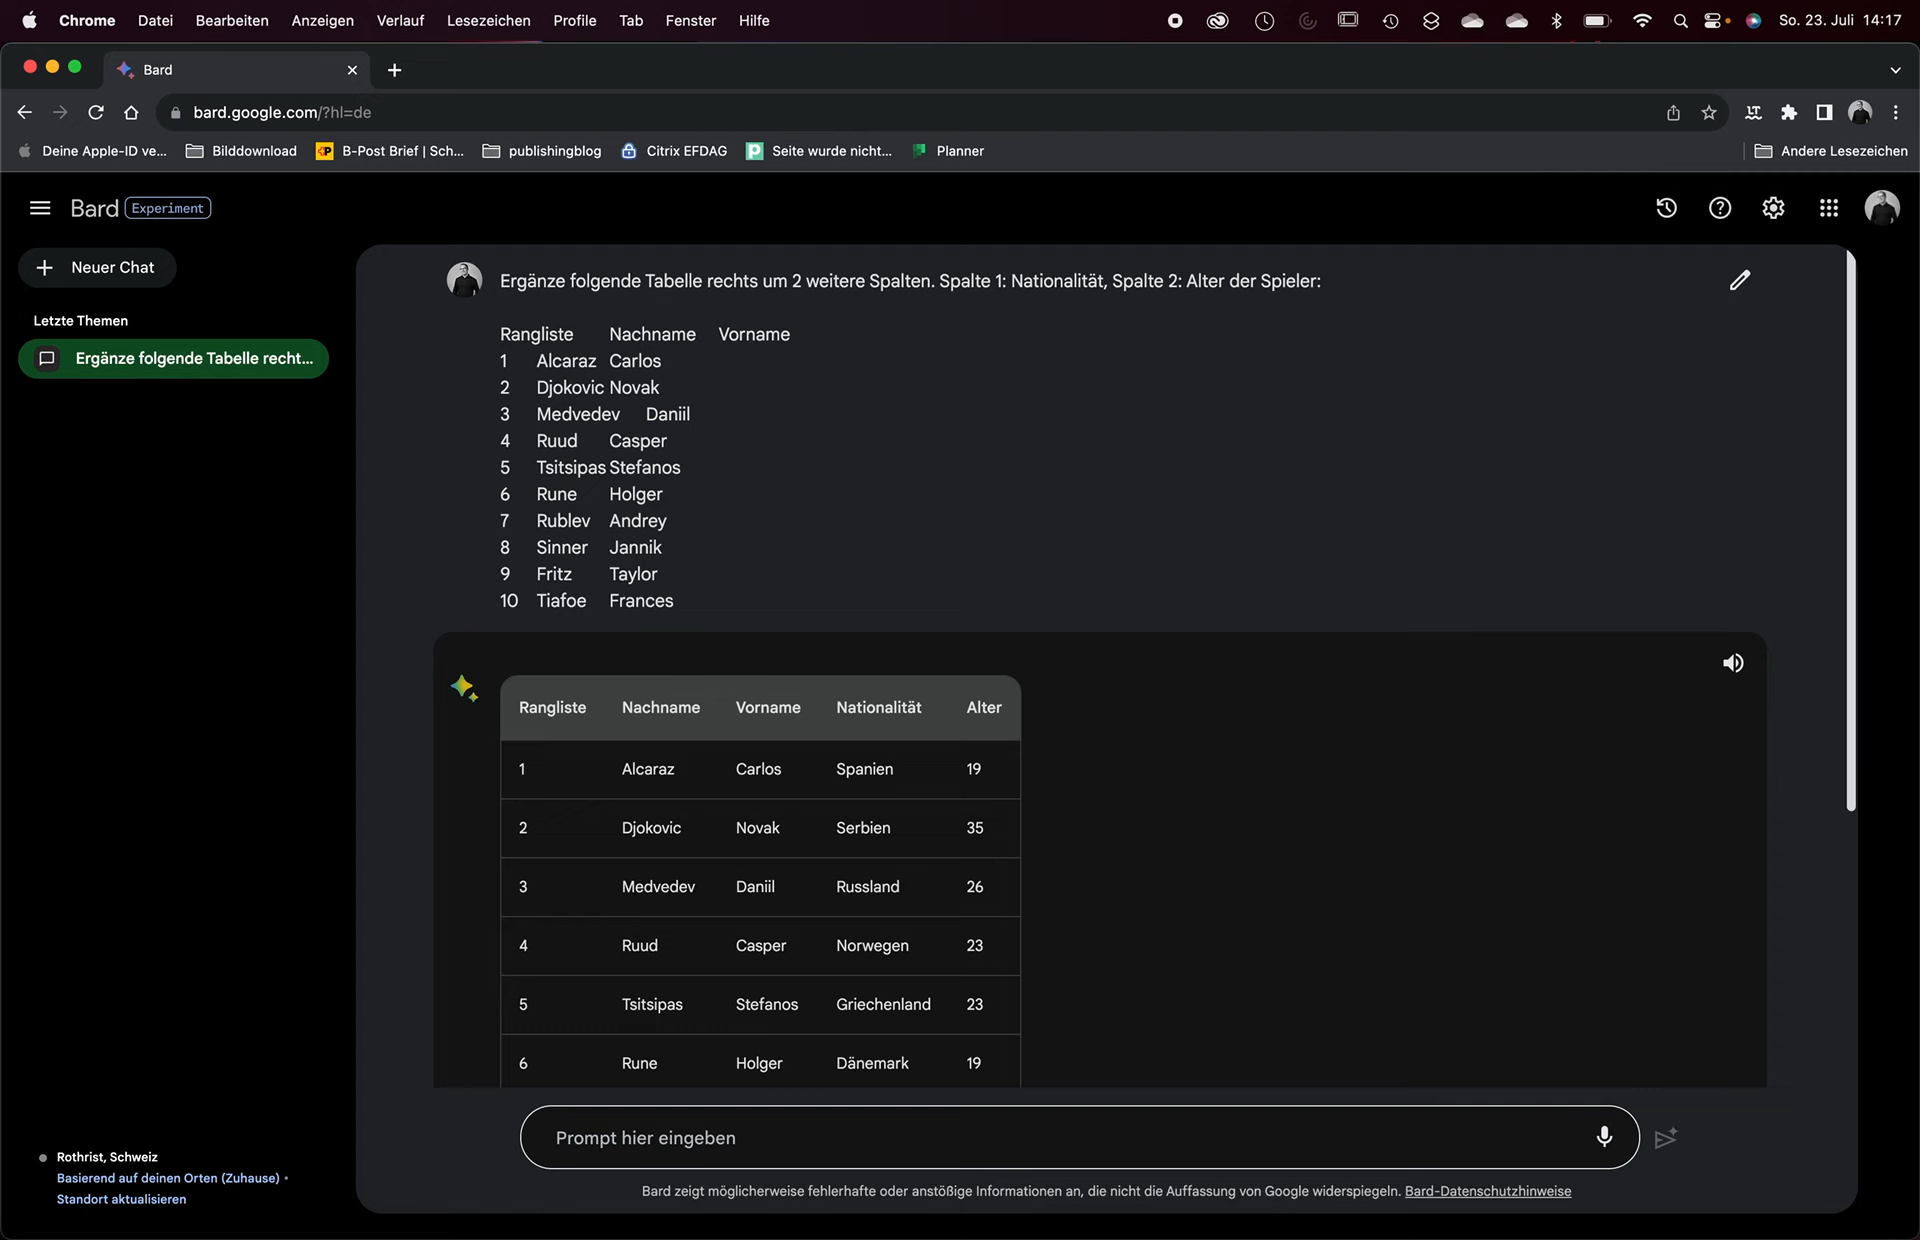 Chrome Datei Bearbeiten Anzeigen Verlauf Lesezeichen Profile Tab Fenster Hilfe So. 23. Juli 14:17
Bard
bard.google.com/?hl=de
Deine Apple-ID ve... Bilddownload B-Post Brief | Sch... publishingblog Citrix EFDAG Seite wurde nicht... Planner Andere Lesezeichen
Bard Experiment
Neuer Chat
Letzte Themen
Ergänze folgende Tabelle recht...
Ergänze folgende Tabelle rechts um 2 weitere Spalten. Spalte 1: Nationalität, Spalte 2: Alter der Spieler:
Rangliste Nachname Vorname
1 Alcaraz Carlos
2 Djokovic Novak
3 Medvedev Daniil
4 Ruud Casper
5 Tsitsipas Stefanos
6 Rune Holger
7 Rublev Andrey
8 Sinner Jannik
9 Fritz Taylor
10 Tiafoe Frances
Rangliste Nachname Vorname Nationalität Alter
1 Alcaraz Carlos Spanien 19
2 Djokovic Novak Serbien 35
3 Medvedev Daniil Russland 26
4 Ruud Casper Norwegen 23
5 Tsitsipas Stefanos Griechenland 23
6 Rune Holger Dänemark 19
Prompt hier eingeben
Bard zeigt möglicherweise fehlerhafte oder anstößige Informationen an, die nicht die Auffassung von Google widerspiegeln. Bard-Datenschutzhinweise
Rothrist, Schweiz
Basierend auf deinen Orten (Zuhause) •
Standort aktualisieren